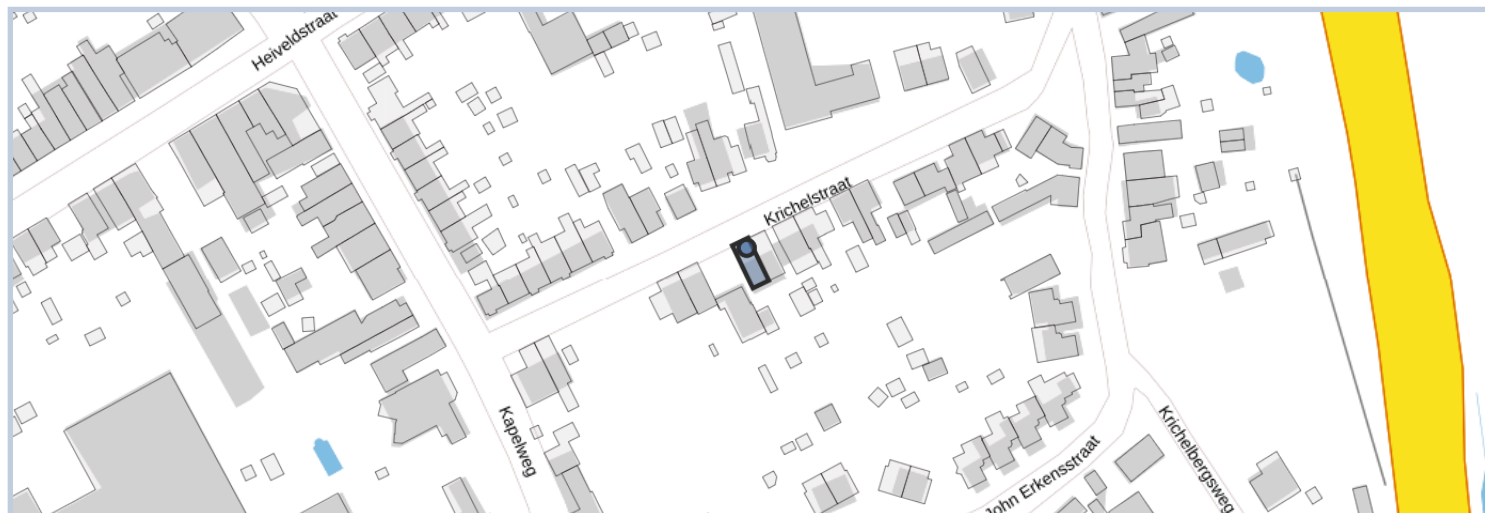 Heiveldstraat
Krichelstraat
Kapelweg
John Erkensstraat
Krichelbergsweg